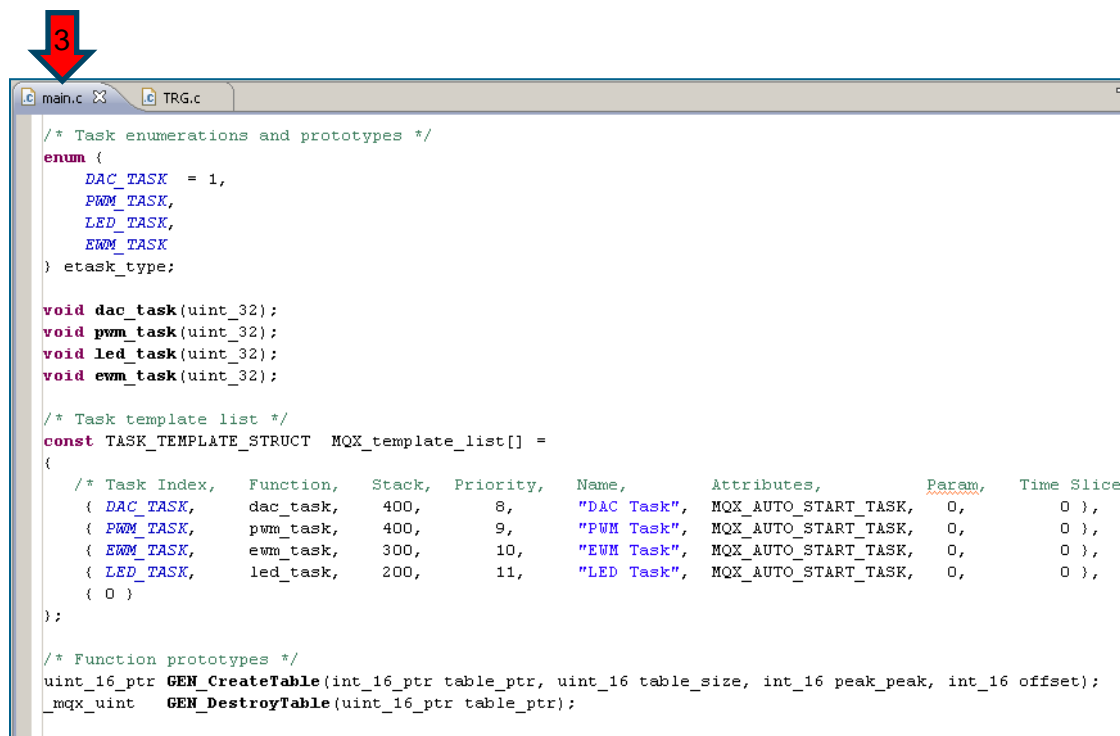 3
main.c TRG.c
/* Task enumerations and prototypes */
enum {
    DAC_TASK  = 1,
    PWM_TASK,
    LED_TASK,
    EWM_TASK
} etask_type;
void dac_task(uint_32);
void pwm_task(uint_32);
void led_task(uint_32);
void ewm_task(uint_32);
/* Task template list */
const TASK_TEMPLATE_STRUCT  MQX_template_list[] =
{
   /* Task Index,   Function,   Stack,  Priority,   Name,       Attributes,          Param,   Time Slice
    { DAC_TASK,     dac_task,   400,     8,     "DAC Task",  MQX_AUTO_START_TASK,  0,       0 },
    { PWM_TASK,     pwm_task,   400,     9,     "PWM Task",  MQX_AUTO_START_TASK,  0,       0 },
    { EWM_TASK,     ewm_task,   300,     10,    "EWM Task",  MQX_AUTO_START_TASK,  0,       0 },
    { LED_TASK,     led_task,   200,     11,    "LED Task",  MQX_AUTO_START_TASK,  0,       0 },
    { 0 }
};
/* Function prototypes */
uint_16_ptr GEN_CreateTable(int_16_ptr table_ptr, uint_16 table_size, int_16 peak_peak, int_16 offset);
_mqx_uint   GEN_DestroyTable(uint_16_ptr table_ptr);